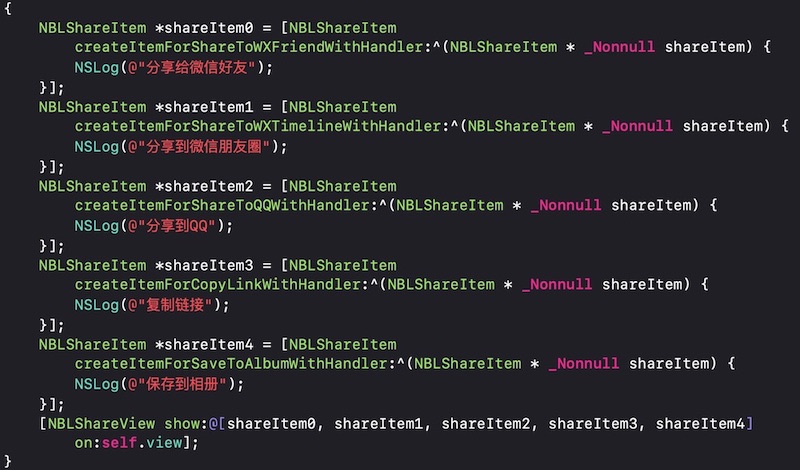 {
    NBLShareItem *shareItem0 = [NBLShareItem
        createItemForShareToWXFriendWithHandler:^(NBLShareItem * _Nonnull shareItem) {
        NSLog(@"分享给微信好友");
    }];
    NBLShareItem *shareItem1 = [NBLShareItem
        createItemForShareToWXTimelineWithHandler:^(NBLShareItem * _Nonnull shareItem) {
        NSLog(@"分享到微信朋友圈");
    }];
    NBLShareItem *shareItem2 = [NBLShareItem
        createItemForShareToQQWithHandler:^(NBLShareItem * _Nonnull shareItem) {
        NSLog(@"分享到QQ");
    }];
    NBLShareItem *shareItem3 = [NBLShareItem
        createItemForCopyLinkWithHandler:^(NBLShareItem * _Nonnull shareItem) {
        NSLog(@"复制链接");
    }];
    NBLShareItem *shareItem4 = [NBLShareItem
        createItemForSaveToAlbumWithHandler:^(NBLShareItem * _Nonnull shareItem) {
        NSLog(@"保存到相册");
    }];
    [NBLShareView show:@[shareItem0, shareItem1, shareItem2, shareItem3, shareItem4]
        on:self.view];
}